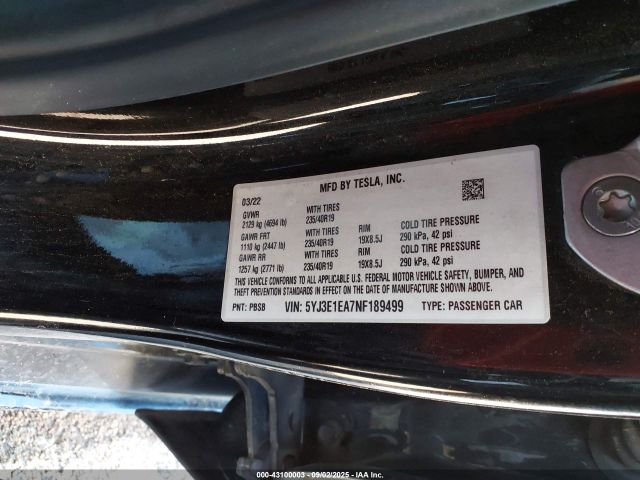 MFD BY TESLA, INC.
03/22
GVWR WITH TIRES
2129 kg (4694 lb) 235/40R19
GAWR FRT WITH TIRES RIM COLD TIRE PRESSURE
1110 kg (2447 lb) 235/40R19 19X8.5J 290 kPa, 42 psi
GAWR RR WITH TIRES RIM COLD TIRE PRESSURE
1257 kg (2771 lb) 235/40R19 19X8.5J 290 kPa, 42 psi
THIS VEHICLE CONFORMS TO ALL APPLICABLE U.S. FEDERAL MOTOR VEHICLE SAFETY, BUMPER, AND
THEFT PREVENTION STANDARDS IN EFFECT ON THE DATE OF MANUFACTURE SHOWN ABOVE.
PNT: PBSB VIN: 5YJ3E1EA7NF189499 TYPE: PASSENGER CAR
000-43100003 - 09/02/2025 - IAA Inc.